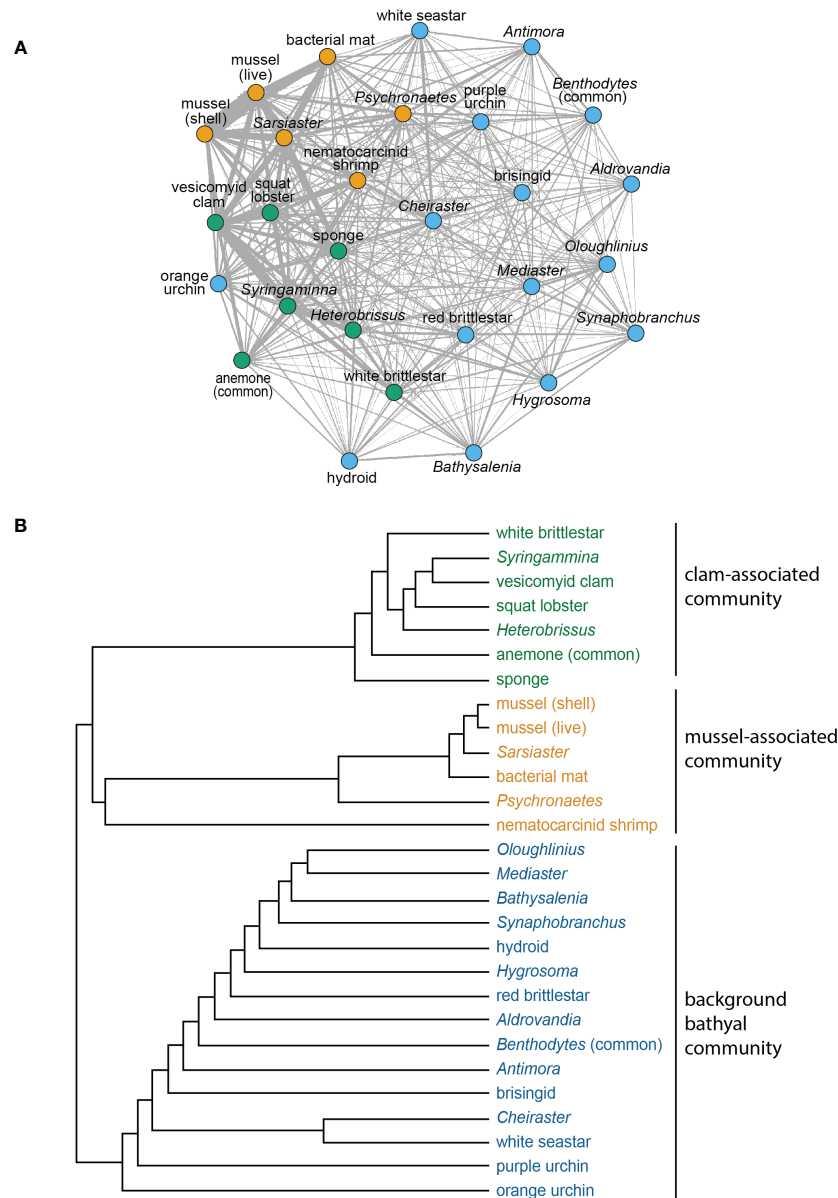 A
white seastar
Antimora
bacterial mat
mussel
(live)
Benthodytes
(common)
purple
urchin
Psychronaetes
mussel
(shell)
Sarsiaster
nematocarcinid
shrimp
Aldrovandia
brisingid
vesicomyid
clam
squat
lobster
Cheiraster
sponge
Oloughlinius
orange
urchin
Mediaster
Syringaminna
Heterobrissus
red brittlestar
Synaphobranchus
anemone
(common)
white brittlestar
Hygrosoma
hydroid
Bathysalenia
B
white brittlestar
Syringammina
vesicomyid clam
squat lobster
Heterobrissus
anemone (common)
sponge
clam-associated
community
mussel (shell)
mussel (live)
Sarsiaster
bacterial mat
Psychronaetes
nematocarcinid shrimp
mussel-associated
community
Oloughlinius
Mediaster
Bathysalenia
Synaphobranchus
hydroid
Hygrosoma
red brittlestar
Aldrovandia
Benthodytes (common)
Antimora
brisingid
Cheiraster
white seastar
purple urchin
orange urchin
background
bathyal
community